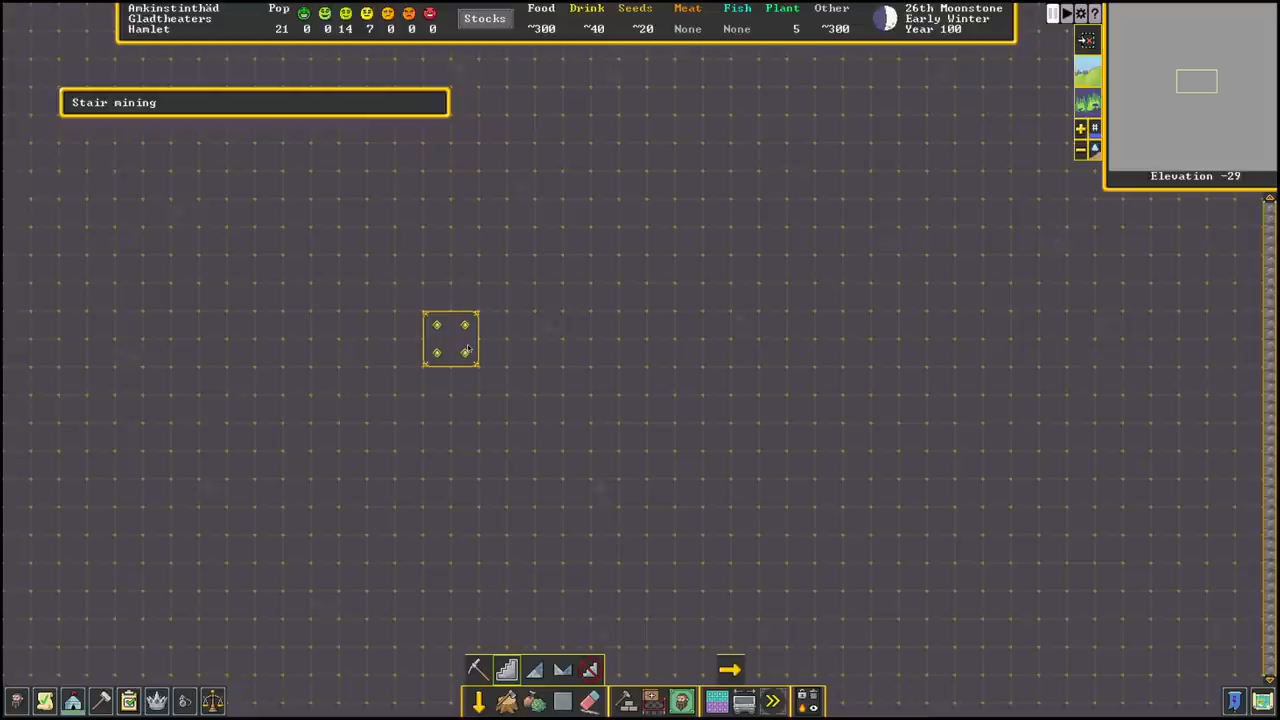 Amkinstinthäd
Gladtheaters
Hamlet
Pop
21 0 0 14 7 0 0 0
Stocks
Food Drink Seeds Meat Fish Plant Other
~300 ~40 ~20 None None 5 ~300
26th Moonstone
Early Winter
Year 100
?
Stair mining
+ #
Elevation -29